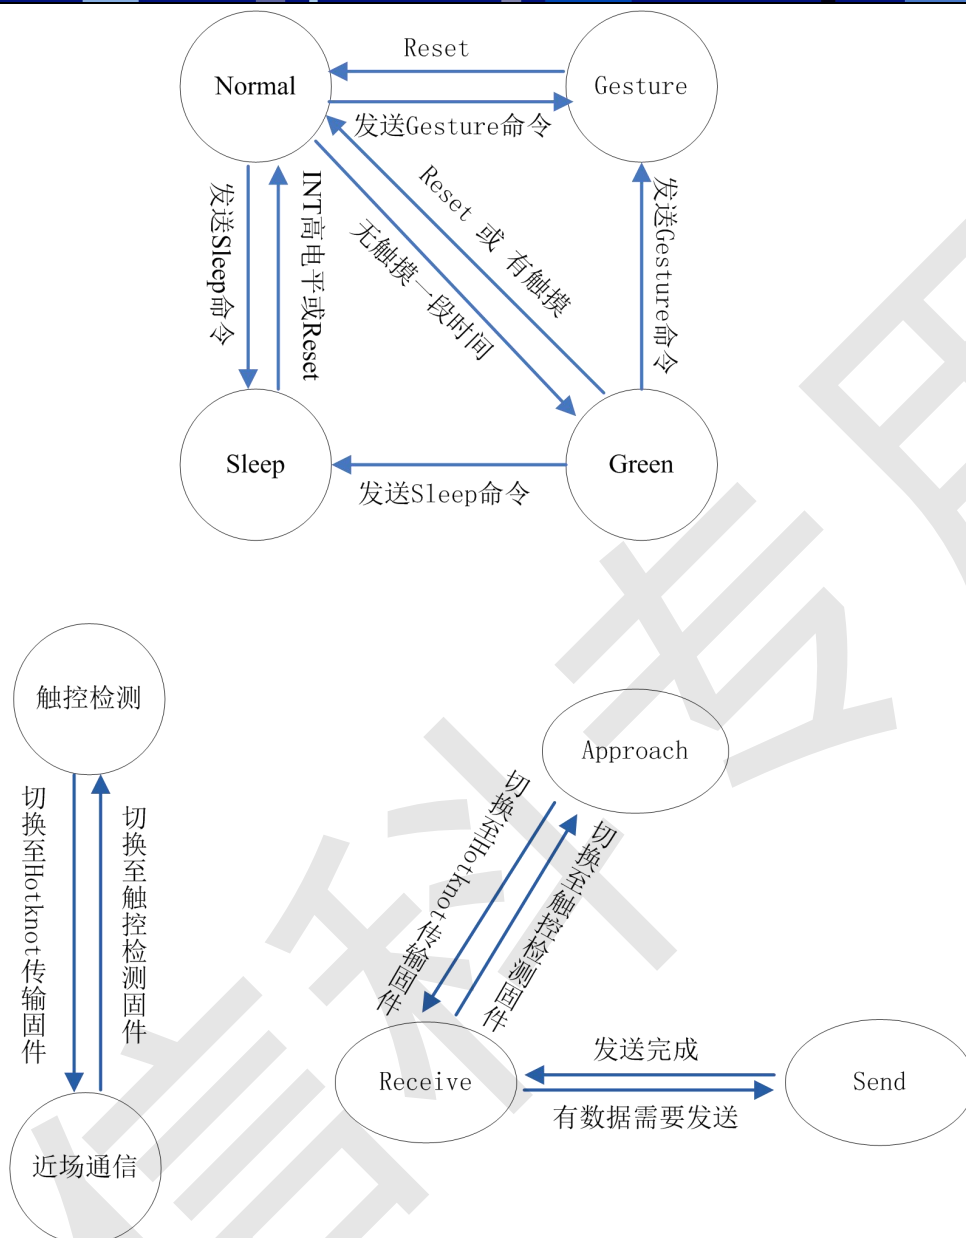 Reset
Normal
Gesture
发送Gesture命令
Reset 或 有触摸
无触摸一段时间
发送Sleep命令
INT高电平或Reset
发送Gesture命令
Sleep
Green
发送Sleep命令
触控检测
切换至Hotknot传输固件
切换至触控检测固件
近场通信
Approach
切换至Hotknot传输固件
切换至触控检测固件
Receive
发送完成
有数据需要发送
Send
信科专用